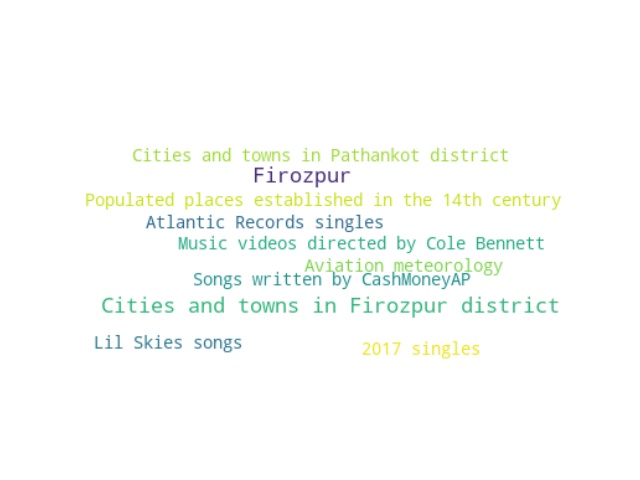 Cities and towns in Pathankot district
Firozpur
Populated places established in the 14th century
Atlantic Records singles
Music videos directed by Cole Bennett
Aviation meteorology
Songs written by CashMoneyAP
Cities and towns in Firozpur district
Lil Skies songs
2017 singles